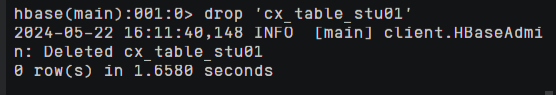 hbase(main):001:0> drop 'cx_table_stu01'
2024-05-22 16:11:40,148 INFO  [main] client.HBaseAdmi
n: Deleted cx_table_stu01
0 row(s) in 1.6580 seconds